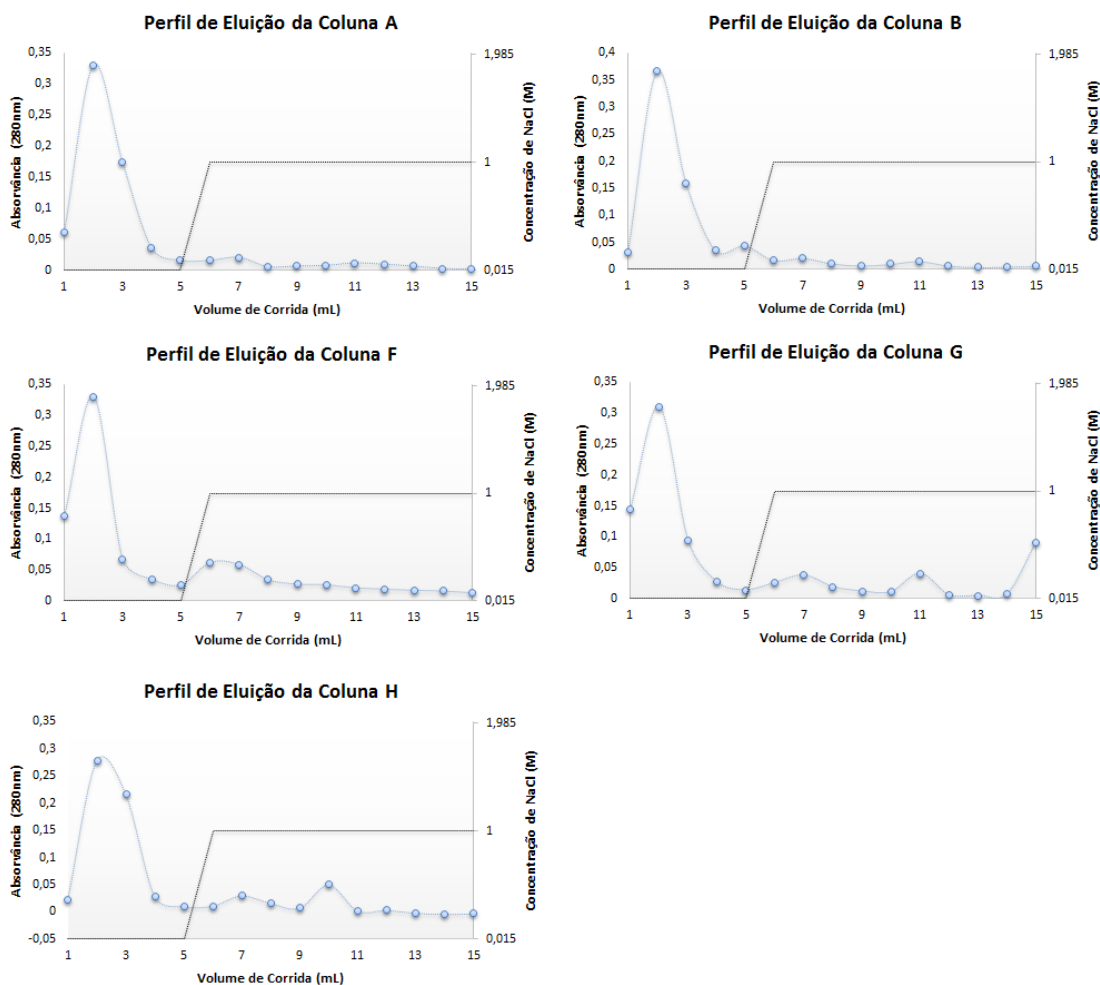 Perfil de Eluição da Coluna A
0,35
0,3
0,25
0,2
0,15
0,1
0,05
0
Absorvância (280nm)
1,985
1
0,015
Concentração de NaCl (M)
1 3 5 7 9 11 13 15
Volume de Corrida (mL)
Perfil de Eluição da Coluna B
0,4
0,35
0,3
0,25
0,2
0,15
0,1
0,05
0
Absorvância (280nm)
1,985
1
0,015
Concentração de NaCl (M)
1 3 5 7 9 11 13 15
Volume de Corrida (mL)
Perfil de Eluição da Coluna F
0,35
0,3
0,25
0,2
0,15
0,1
0,05
0
Absorvância (280nm)
1,985
1
0,015
Concentração de NaCl (M)
1 3 5 7 9 11 13 15
Volume de Corrida (mL)
Perfil de Eluição da Coluna G
0,35
0,3
0,25
0,2
0,15
0,1
0,05
0
Absorvância (280nm)
1,985
1
0,015
Concentração de NaCl (M)
1 3 5 7 9 11 13 15
Volume de Corrida (mL)
Perfil de Eluição da Coluna H
0,35
0,3
0,25
0,2
0,15
0,1
0,05
0
-0,05
Absorvância (280nm)
1,985
1
0,015
Concentração de NaCl (M)
1 3 5 7 9 11 13 15
Volume de Corrida (mL)